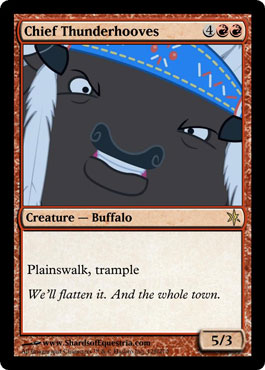 Chief Thunderhooves 4
Creature — Buffalo
Plainswalk, trample
We'll flatten it. And the whole town.
www.ShardsofEquestria.com
5/3